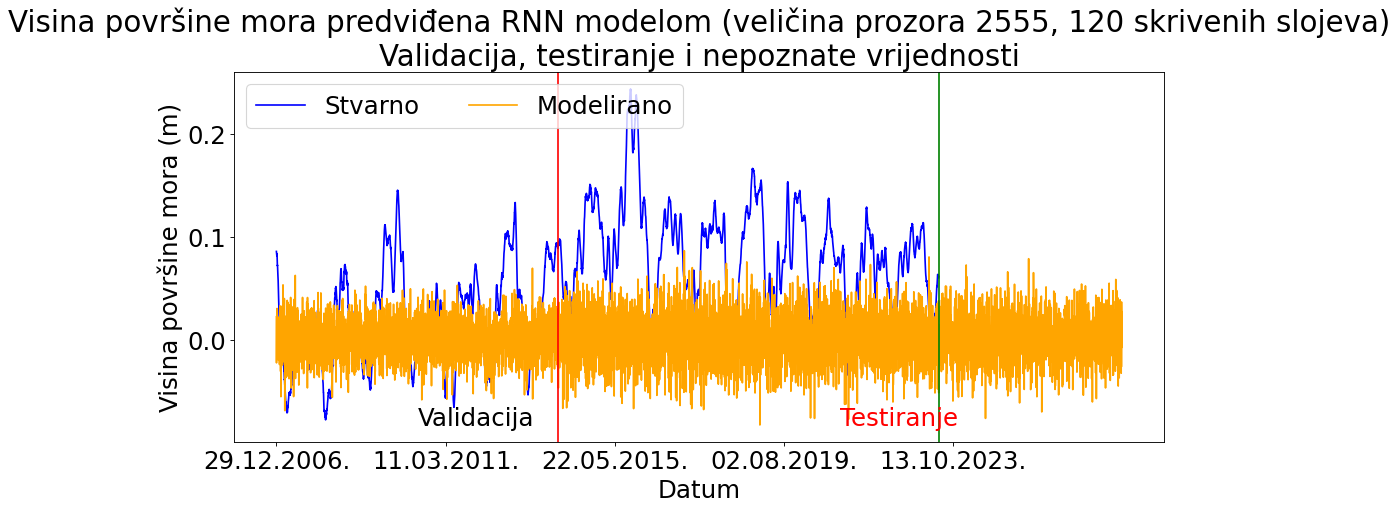 Visina površine mora predviđena RNN modelom (veličina prozora 2555, 120 skrivenih slojeva)
Validacija, testiranje i nepoznate vrijednosti
Stvarno
Modelirano
Visina površine mora (m)
0.2
0.1
0.0
Validacija
Testiranje
29.12.2006.
11.03.2011.
22.05.2015.
02.08.2019.
13.10.2023.
Datum